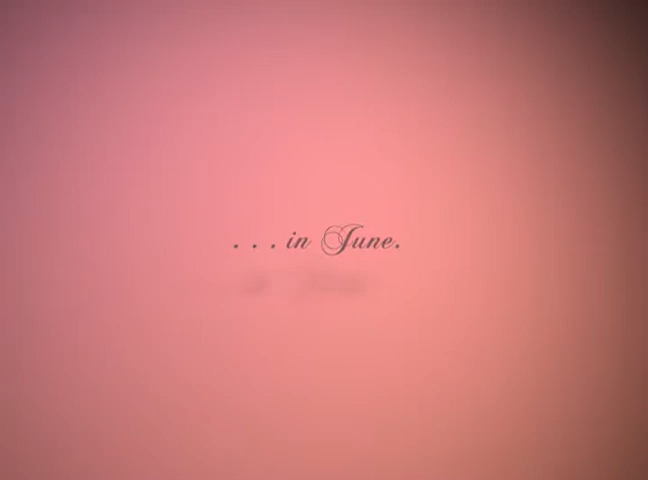 . . . in June.